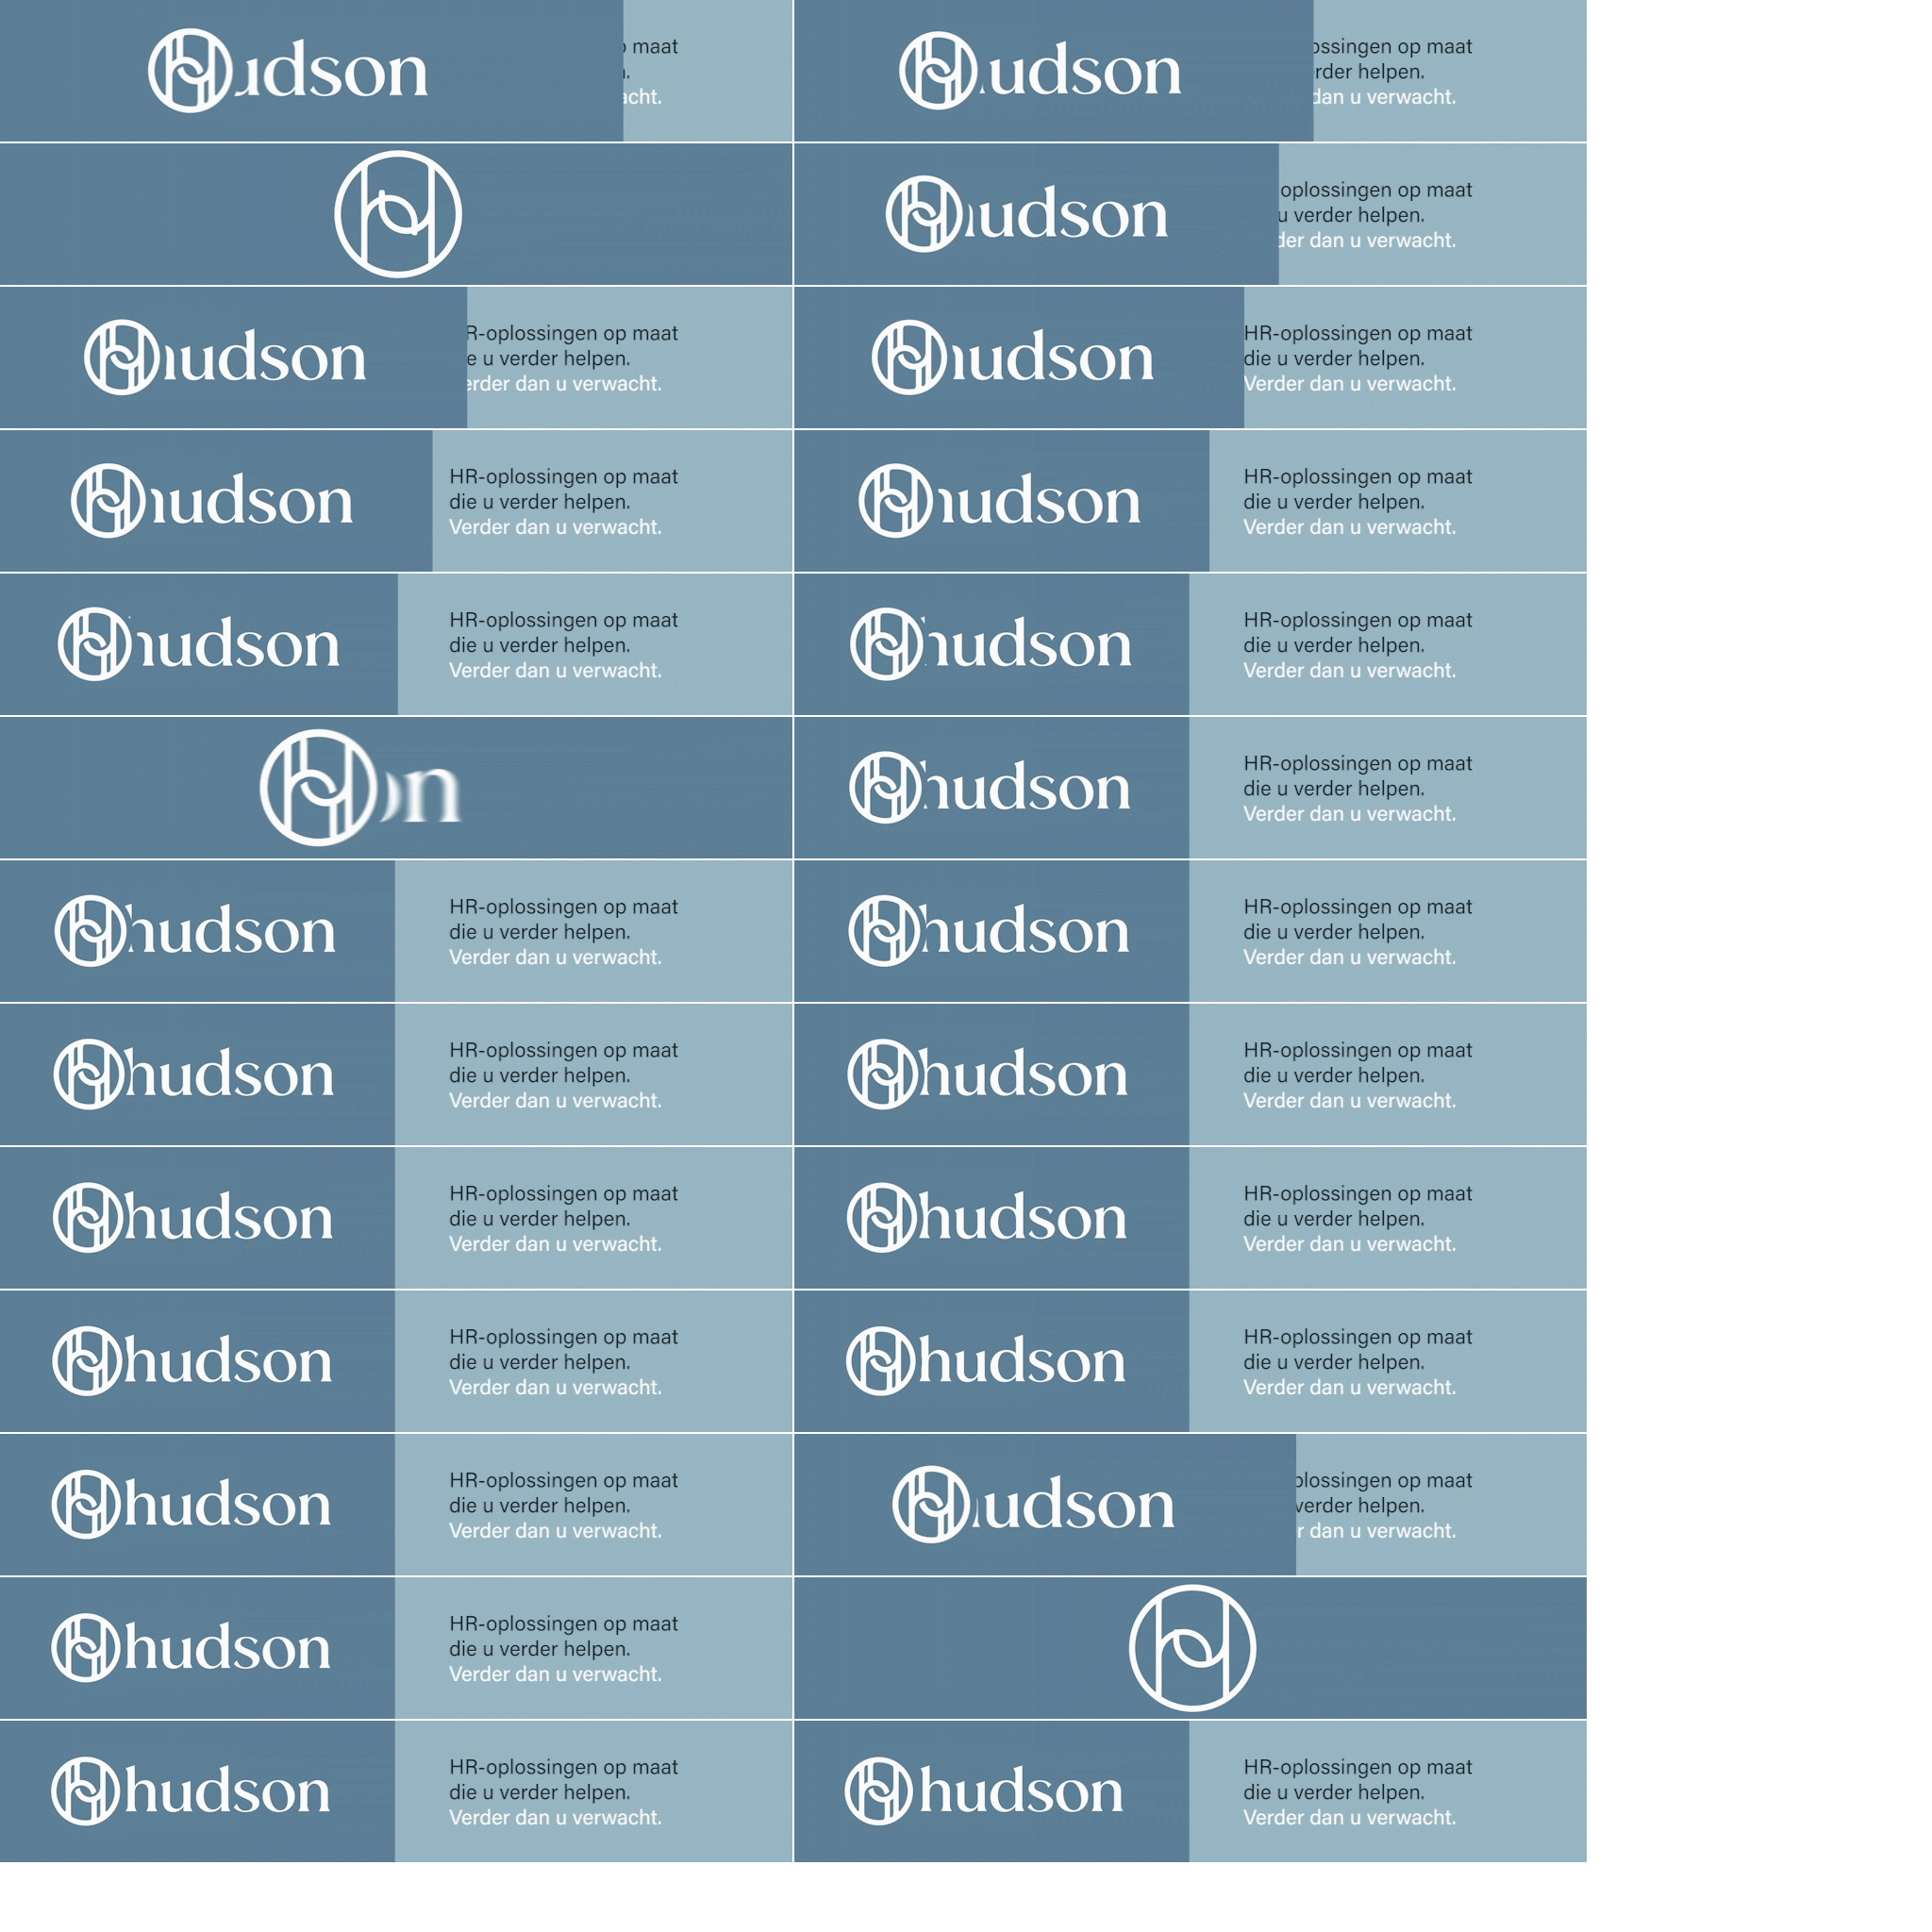 dson
maat
acht.
udson
ossingen op maat
rder helpen.
dan u verwacht.
udson
oplossingen op maat
u verder helpen.
der dan u verwacht.
udson
R-oplossingen op maat
e u verder helpen.
erder dan u verwacht.
udson
HR-oplossingen op maat
die u verder helpen.
Verder dan u verwacht.
udson
HR-oplossingen op maat
die u verder helpen.
Verder dan u verwacht.
udson
HR-oplossingen op maat
die u verder helpen.
Verder dan u verwacht.
udson
HR-oplossingen op maat
die u verder helpen.
Verder dan u verwacht.
hudson
HR-oplossingen op maat
die u verder helpen.
Verder dan u verwacht.
n
hudson
HR-oplossingen op maat
die u verder helpen.
Verder dan u verwacht.
hudson
HR-oplossingen op maat
die u verder helpen.
Verder dan u verwacht.
hudson
HR-oplossingen op maat
die u verder helpen.
Verder dan u verwacht.
hudson
HR-oplossingen op maat
die u verder helpen.
Verder dan u verwacht.
hudson
HR-oplossingen op maat
die u verder helpen.
Verder dan u verwacht.
hudson
HR-oplossingen op maat
die u verder helpen.
Verder dan u verwacht.
hudson
HR-oplossingen op maat
die u verder helpen.
Verder dan u verwacht.
hudson
HR-oplossingen op maat
die u verder helpen.
Verder dan u verwacht.
hudson
HR-oplossingen op maat
die u verder helpen.
Verder dan u verwacht.
hudson
HR-oplossingen op maat
die u verder helpen.
Verder dan u verwacht.
udson
plossingen op maat
verder helpen.
r dan u verwacht.
hudson
HR-oplossingen op maat
die u verder helpen.
Verder dan u verwacht.
hudson
HR-oplossingen op maat
die u verder helpen.
Verder dan u verwacht.
hudson
HR-oplossingen op maat
die u verder helpen.
Verder dan u verwacht.